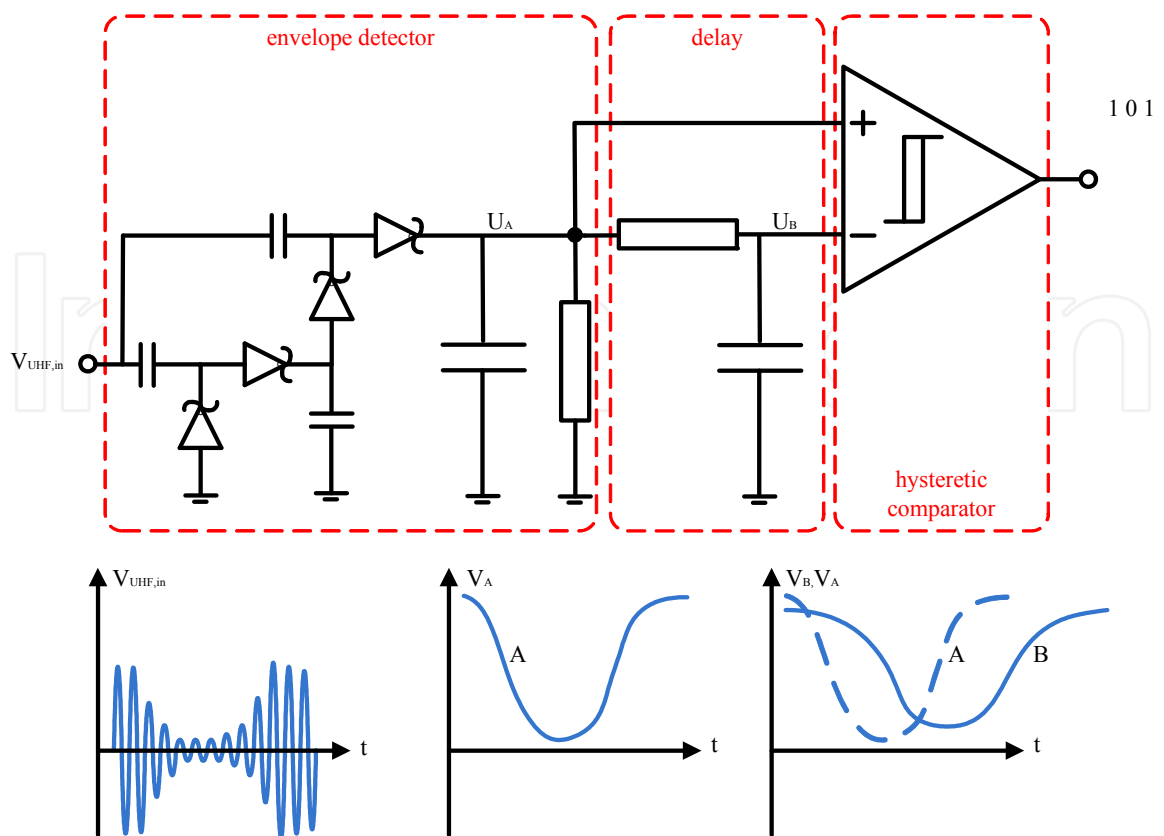 envelope detector
delay
1 0 1
+
U_A
U_B
−
V_UHF,in
hysteretic
comparator
V_UHF,in
V_A
V_B,V_A
A
A
B
t
t
t